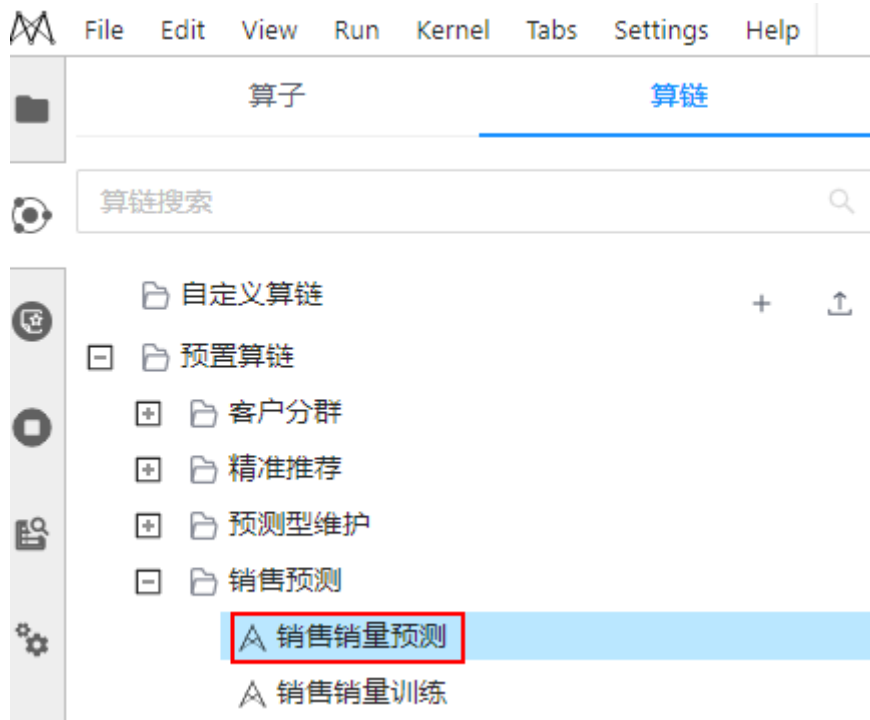 File Edit View Run Kernel Tabs Settings Help
算子 算链
算链搜索
自定义算链
预置算链
客户分群
精准推荐
预测型维护
销售预测
销售销量预测
销售销量训练